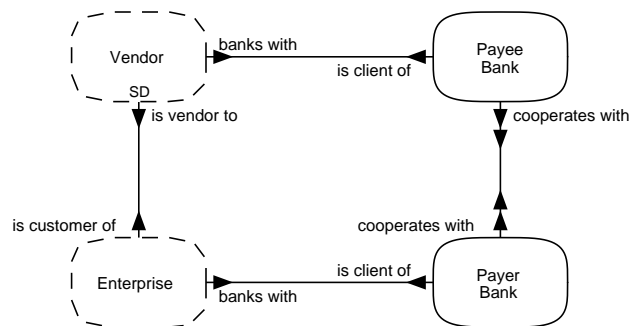 banks with
Vendor
Payee
Bank
is client of
SD
is vendor to
cooperates with
is customer of
cooperates with
is client of
Enterprise
Payer
Bank
banks with